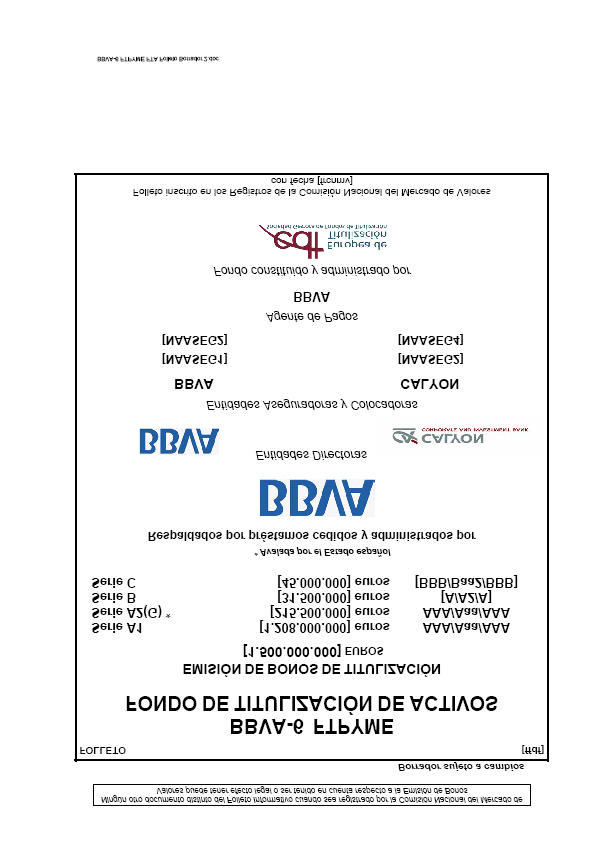 Ningún otro documento distinto del Folleto Informativo cuando sea registrado por la Comisión Nacional del Mercado de
Valores puede tener efecto legal o ser tenido en cuenta respecto a la Emisión de Bonos
Borrador sujeto a cambios
FOLLETO
BBVA-6 FTPYME
FONDO DE TITULIZACIÓN DE ACTIVOS
EMISIÓN DE BONOS DE TITULIZACIÓN
[1.500.000.000] EUROS
Serie A1 [1.208.000.000] euros AAA/Aaa/AAA
Serie A2(G) * [215.500.000] euros AAA/Aaa/AAA
Serie B [31.500.000] euros [A/A2/A]
Serie C [45.000.000] euros [BBB/Baa2/BBB]
* Avalada por el Estado español
Respaldados por préstamos cedidos y administrados por
BBVA
Entidades Directoras
BBVA CALYON
CORPORATE AND INVESTMENT BANK
Entidades Aseguradoras y Colocadoras
BBVA CALYON
[NAASEG1] [NAASEG2]
[NAASEG2] [NAASEG4]
Agente de Pagos
BBVA
Fondo constituido y administrado por
Europea de
Titulización
edt
Sociedad Gestora de Fondos de Titulización
Folleto inscrito en los Registros de la Comisión Nacional del Mercado de Valores
con fecha [frcnmv]
BBVA-6 FTPYME FTA Folleto Borrador 2.doc